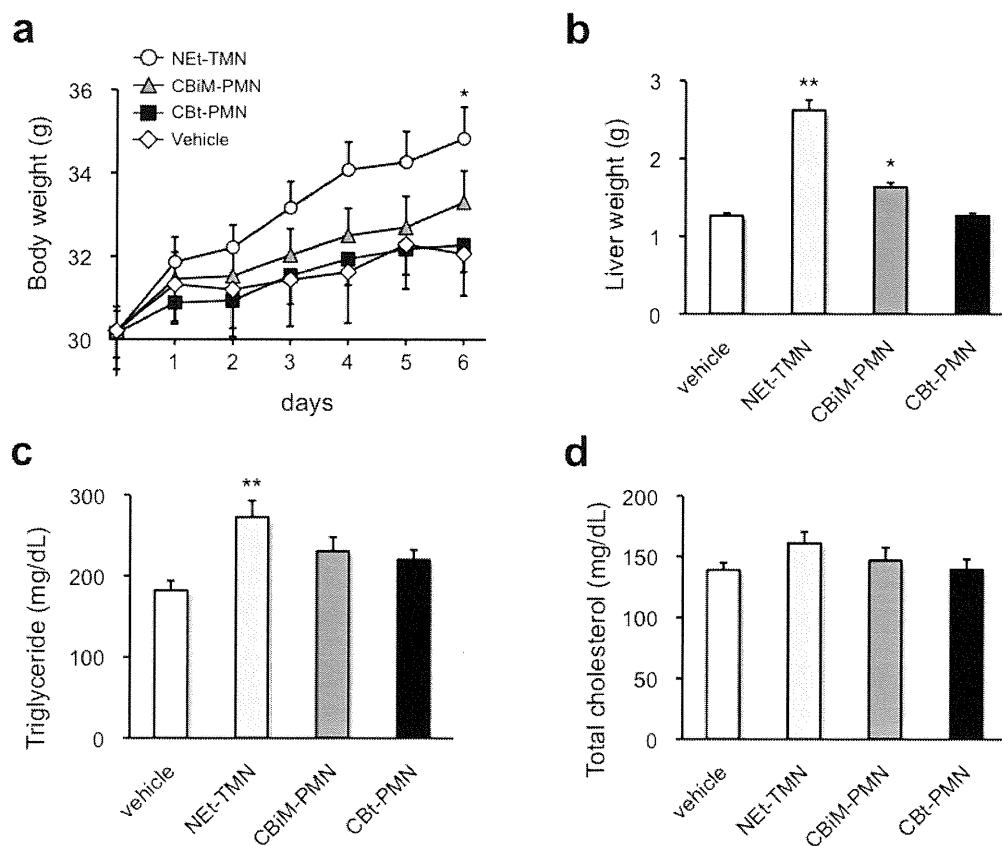 a
NEt-TMN
CBiM-PMN
CBt-PMN
Vehicle
Body weight (g)
36
34
32
30
*
1 2 3 4 5 6
days
b
Liver weight (g)
3
2
1
0
**
*
vehicle
NEt-TMN
CBiM-PMN
CBt-PMN
c
Triglyceride (mg/dL)
300
200
100
0
**
vehicle
NEt-TMN
CBiM-PMN
CBt-PMN
d
Total cholesterol (mg/dL)
200
150
100
50
0
vehicle
NEt-TMN
CBiM-PMN
CBt-PMN